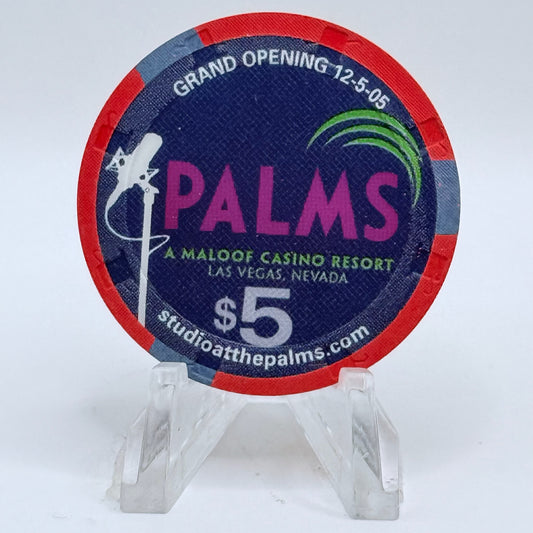 GRAND OPENING 12-5-05
PALMS
A MALOOF CASINO RESORT
LAS VEGAS, NEVADA
$5
studioatthepalms.com